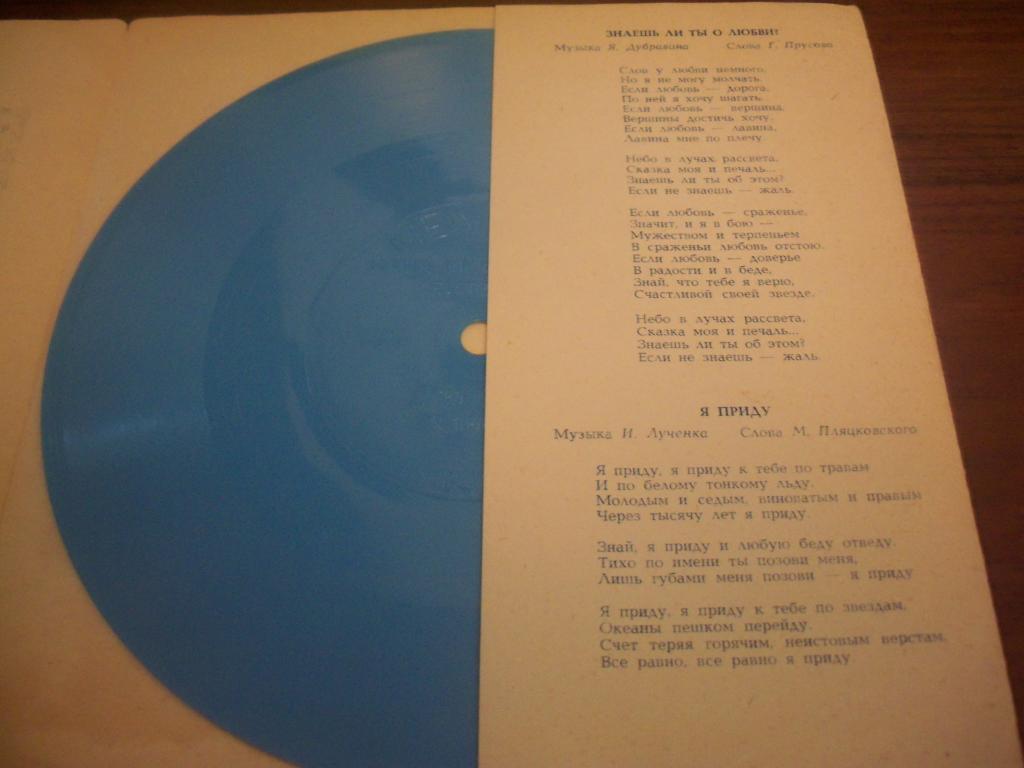 ЗНАЕШЬ ЛИ ТЫ О ЛЮБВИ?
Музыка Я. Дубравина Слова Г. Прусова
Слов у любви немного,
Но я не могу молчать.
Если любовь — дорога,
По ней я хочу шагать.
Если любовь — вершина,
Вершины достичь хочу.
Если любовь — лавина,
Лавина мне по плечу.
Небо в лучах рассвета,
Сказка моя и печаль...
Знаешь ли ты об этом?
Если не знаешь — жаль.
Если любовь — сраженье,
Значит, и я в бою —
Мужеством и терпеньем
В сраженьи любовь отстою.
Если любовь — доверье
В радости и в беде,
Знай, что тебе я верю,
Счастливой своей звезде.
Небо в лучах рассвета,
Сказка моя и печаль...
Знаешь ли ты об этом?
Если не знаешь — жаль.
Я ПРИДУ
Музыка И. Лученка Слова М. Пляцковского
Я приду, я приду к тебе по травам
И по белому тонкому льду.
Молодым и седым, виноватым и правым
Через тысячу лет я приду.
Знай, я приду и любую беду отведу.
Тихо по имени ты позови меня,
Лишь губами меня позови — я приду
Я приду, я приду к тебе по звездам,
Океаны пешком перейду.
Счет теряя горячим, неистовым верстам,
Все равно, все равно я приду.